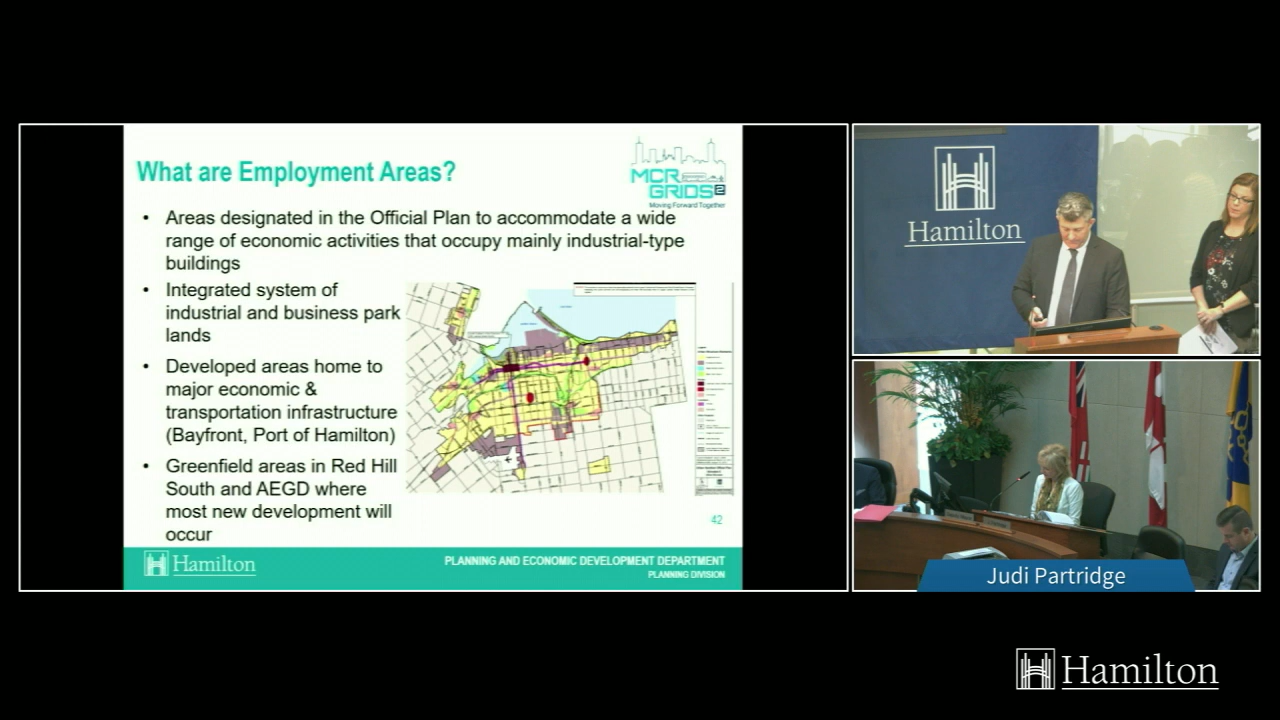 What are Employment Areas?
MCR
GRIDS2
Moving Forward Together
• Areas designated in the Official Plan to accommodate a wide
range of economic activities that occupy mainly industrial-type
buildings
• Integrated system of
industrial and business park
lands
• Developed areas home to
major economic &
transportation infrastructure
(Bayfront, Port of Hamilton)
• Greenfield areas in Red Hill
South and AEGD where
most new development will
occur
42
Hamilton
PLANNING AND ECONOMIC DEVELOPMENT DEPARTMENT
PLANNING DIVISION
Hamilton
Judi Partridge
Hamilton